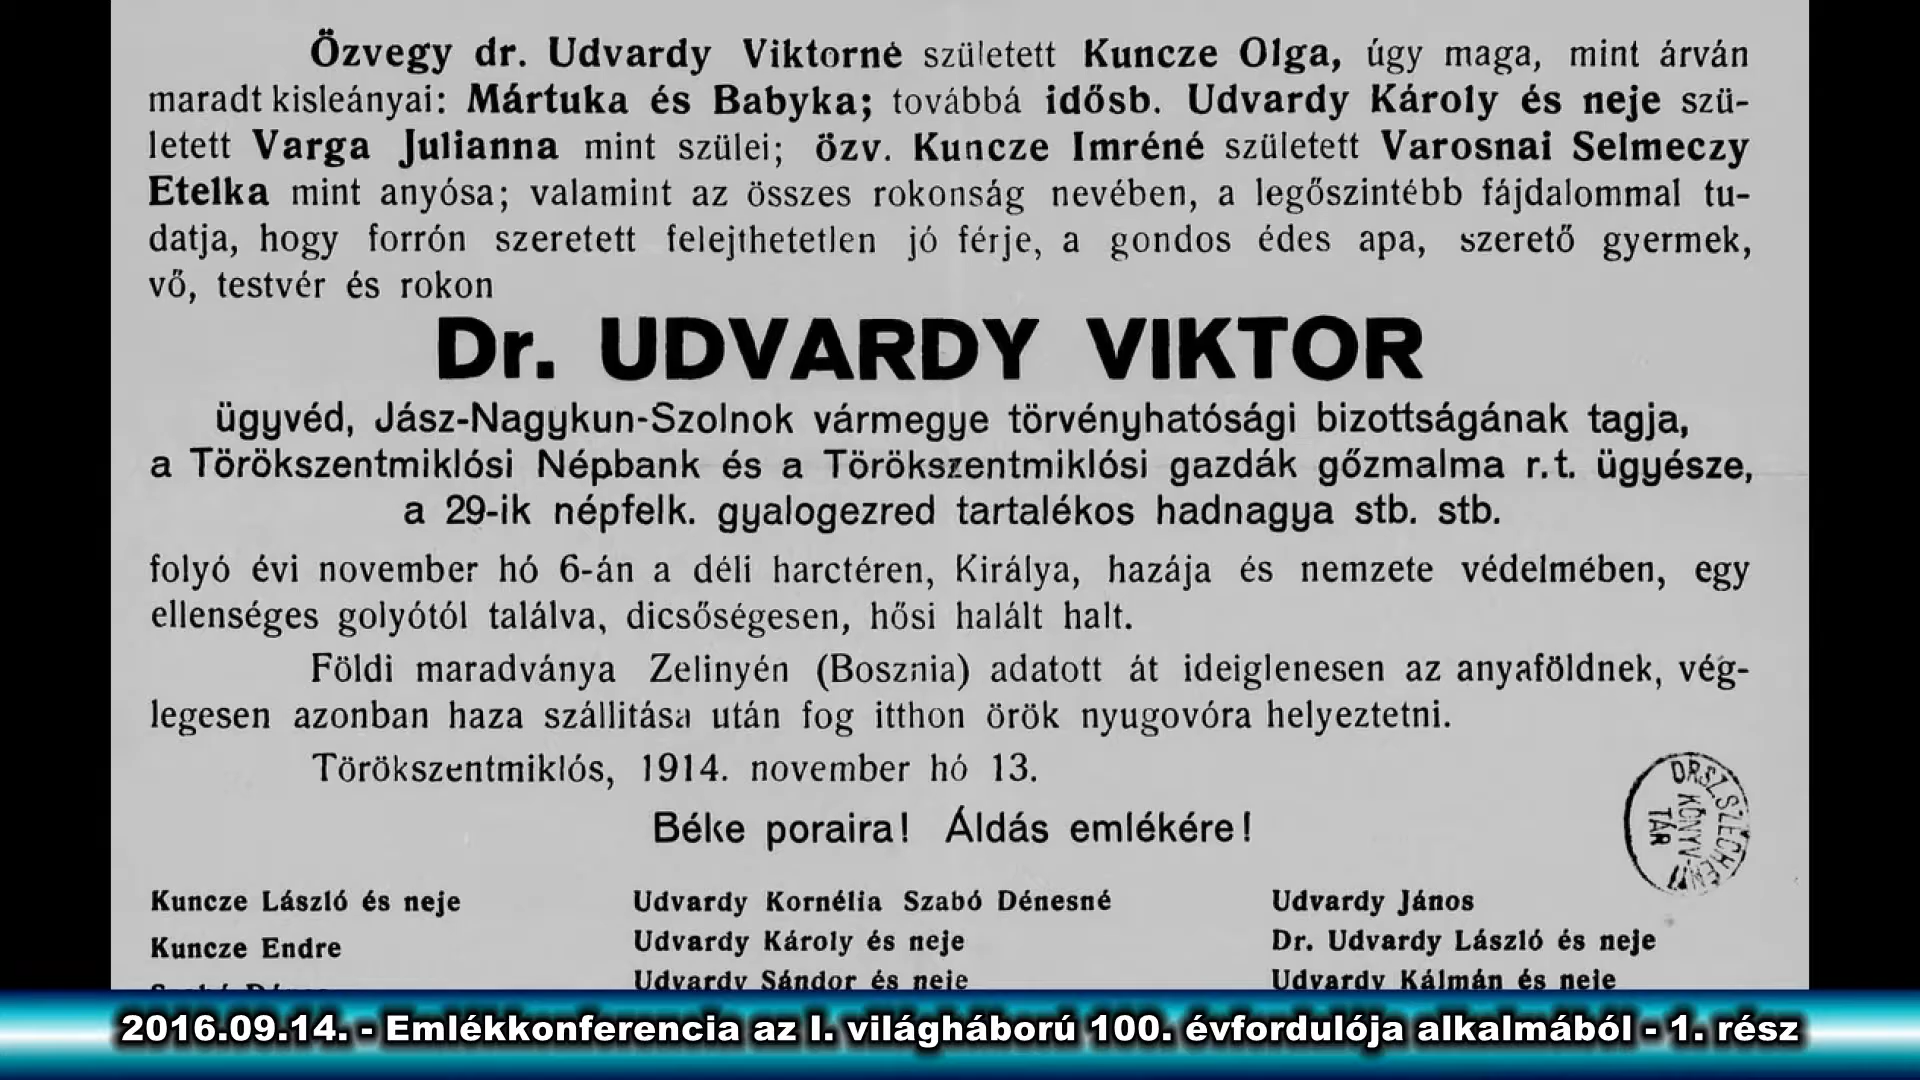 Özvegy dr. Udvardy Viktorné született Kuncze Olga, úgy maga, mint árván
maradt kisleányai: Mártuka és Babyka; továbbá idősb. Udvardy Károly és neje szü-
letett Varga Julianna mint szülei; özv. Kuncze Imréné született Varosnai Selmeczy
Etelka mint anyósa; valamint az összes rokonság nevében, a legőszintébb fájdalommal tu-
datja, hogy forrón szeretett felejthetetlen jó férje, a gondos édes apa, szerető gyermek,
vő, testvér és rokon
Dr. UDVARDY VIKTOR
ügyvéd, Jász-Nagykun-Szolnok vármegye törvényhatósági bizottságának tagja,
a Törökszentmiklósi Népbank és a Törökszentmiklósi gazdák gőzmalma r.t. ügyésze,
a 29-ik népfelk. gyalogezred tartalékos hadnagya stb. stb.
folyó évi november hó 6-án a déli harctéren, Királya, hazája és nemzete védelmében, egy
ellenséges golyótól találva, dicsőségesen, hősi halált halt.
Földi maradványa Zelinyén (Bosznia) adatott át ideiglenesen az anyaföldnek, vég-
legesen azonban haza szállitása után fog itthon örök nyugovóra helyeztetni.
Törökszentmiklós, 1914. november hó 13.
Béke poraira! Áldás emlékére!
ORSZ. SZÉCHÉNYI
KÖNYV-
TÁR
Kuncze László és neje
Kuncze Endre
Udvardy Kornélia Szabó Dénesné
Udvardy Károly és neje
Udvardy Sándor és neje
Udvardy János
Dr. Udvardy László és neje
Udvardy Kálmán és neje
2016.09.14. - Emlékkonferencia az I. világháború 100. évfordulója alkalmából - 1. rész